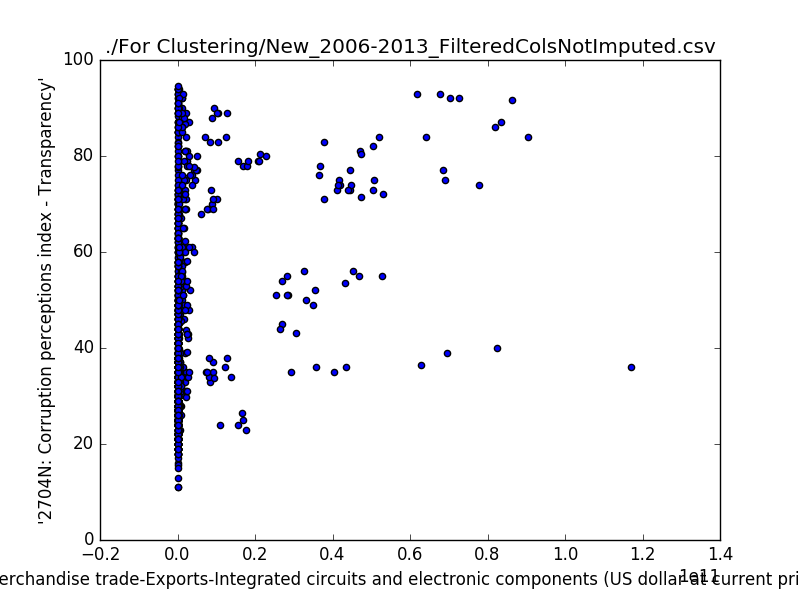 ./For Clustering/New_2006-2013_FilteredColsNotImputed.csv
100
80
60
40
20
0
'2704N: Corruption perceptions index - Transparency'
−0.2 0.0 0.2 0.4 0.6 0.8 1.0 1.2 1.4
1e11
erchandise trade-Exports-Integrated circuits and electronic components (US dollar at current pri